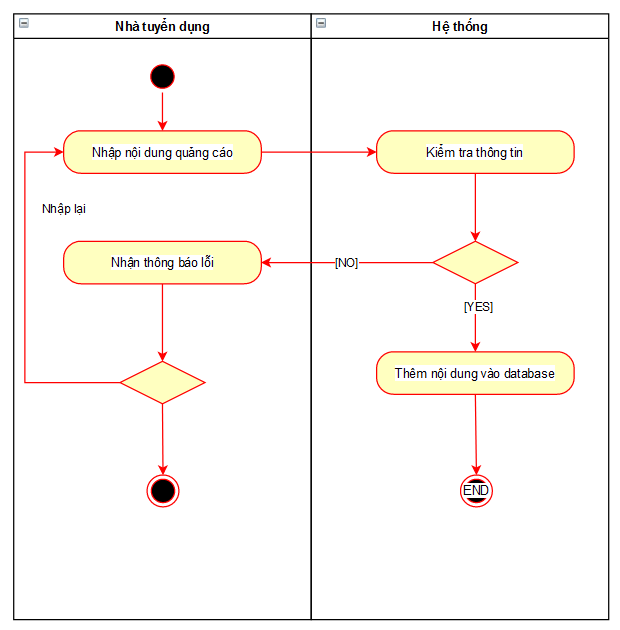 Nhà tuyển dụng
Hệ thống
Nhập nội dung quảng cáo
Kiểm tra thông tin
Nhập lại
Nhận thông báo lỗi
[NO]
[YES]
Thêm nội dung vào database
END